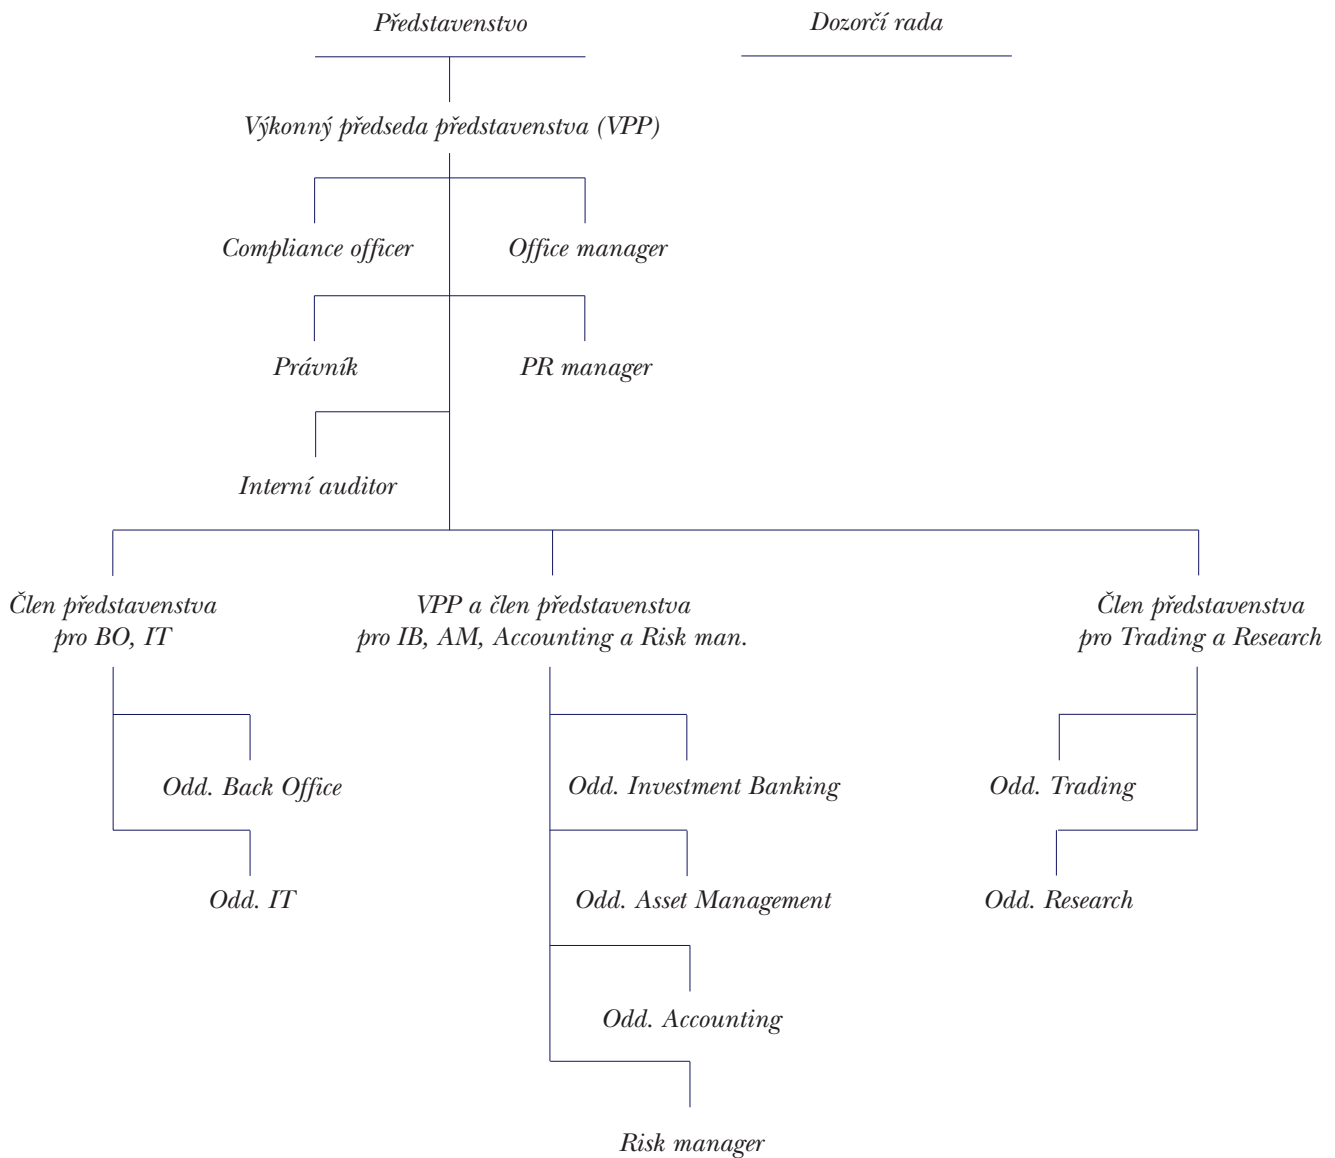 Představenstvo
Dozorčí rada
Výkonný předseda představenstva (VPP)
Compliance officer
Office manager
Právník
PR manager
Interní auditor
Člen představenstva
pro BO, IT
VPP a člen představenstva
pro IB, AM, Accounting a Risk man.
Člen představenstva
pro Trading a Research
Odd. Back Office
Odd. Investment Banking
Odd. Trading
Odd. IT
Odd. Asset Management
Odd. Research
Odd. Accounting
Risk manager